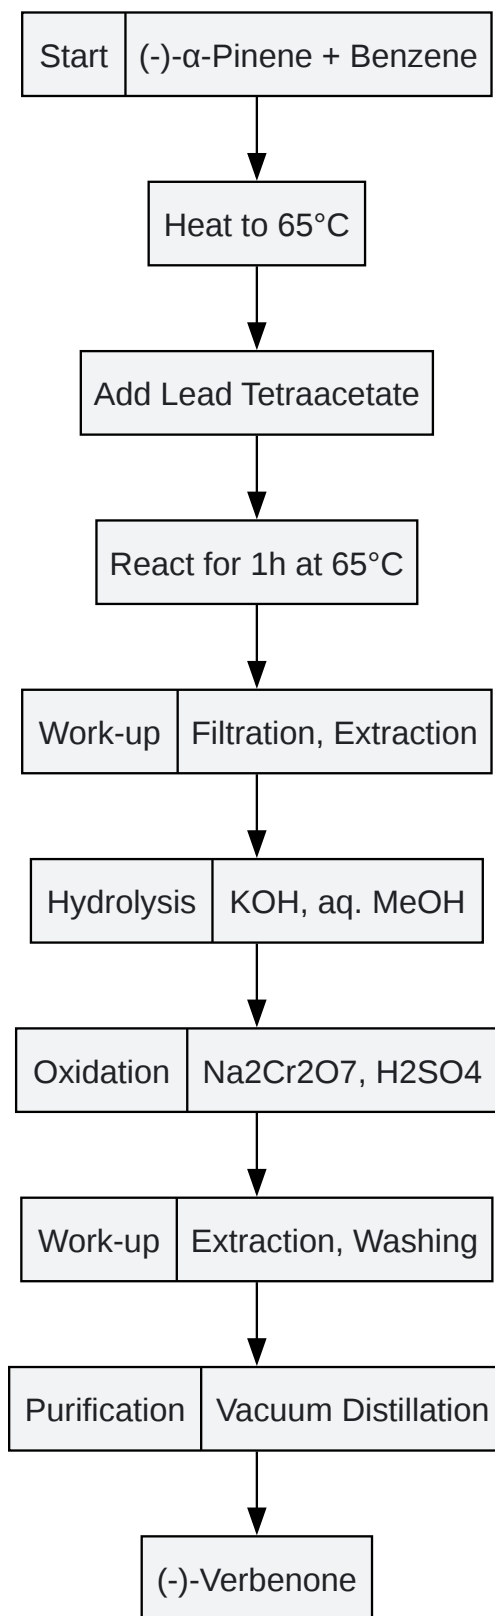 Start (-)-α-Pinene + Benzene
Heat to 65°C
Add Lead Tetraacetate
React for 1h at 65°C
Work-up Filtration, Extraction
Hydrolysis KOH, aq. MeOH
Oxidation Na2Cr2O7, H2SO4
Work-up Extraction, Washing
Purification Vacuum Distillation
(-)-Verbenone